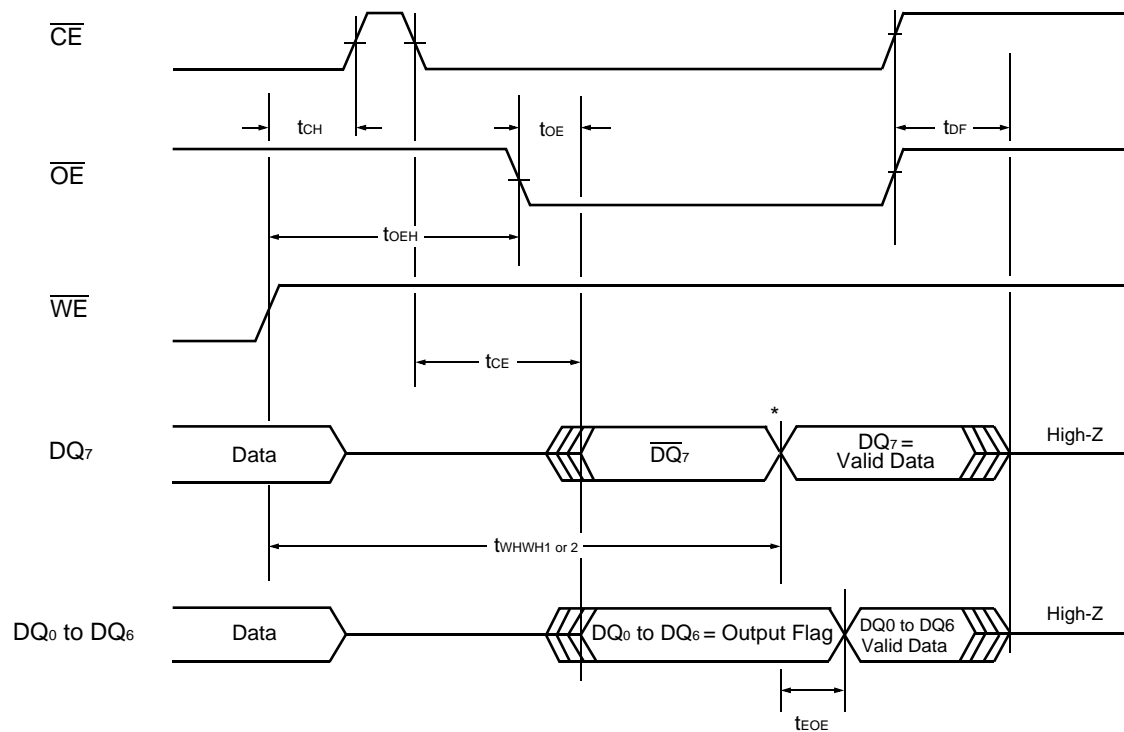 CE
tCH
tOE
tDF
OE
tOEH
WE
tCE
*
DQ7
Data
DQ7
DQ7 =
Valid Data
High-Z
tWHWH1 or 2
DQ0 to DQ6
Data
DQ0 to DQ6 = Output Flag
DQ0 to DQ6
Valid Data
High-Z
tEOE